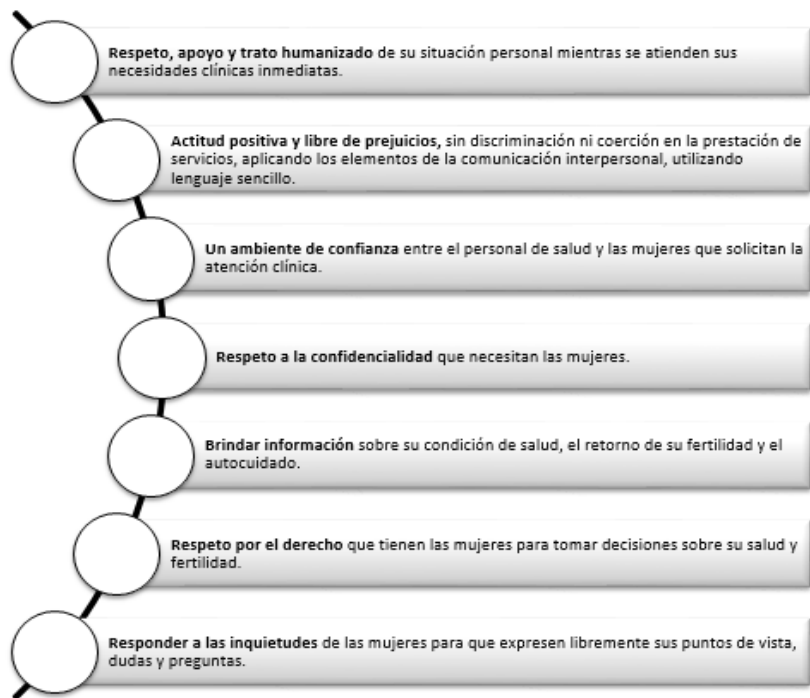 Respeto, apoyo y trato humanizado de su situación personal mientras se atienden sus
necesidades clínicas inmediatas.
Actitud positiva y libre de prejuicios, sin discriminación ni coerción en la prestación de
servicios, aplicando los elementos de la comunicación interpersonal, utilizando
lenguaje sencillo.
Un ambiente de confianza entre el personal de salud y las mujeres que solicitan la
atención clínica.
Respeto a la confidencialidad que necesitan las mujeres.
Brindar información sobre su condición de salud, el retorno de su fertilidad y el
autocuidado.
Respeto por el derecho que tienen las mujeres para tomar decisiones sobre su salud y
fertilidad.
Responder a las inquietudes de las mujeres para que expresen libremente sus puntos de vista,
dudas y preguntas.